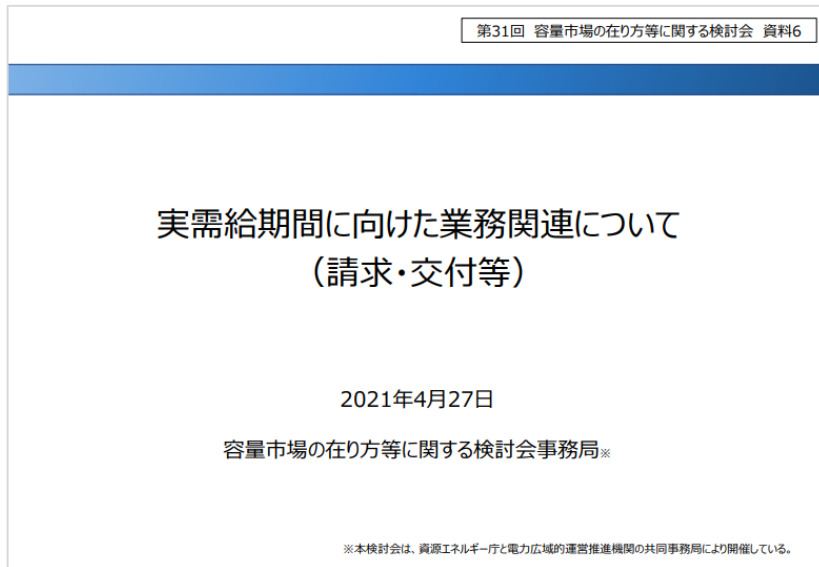 第31回 容量市場の在り方等に関する検討会 資料6
実需給期間に向けた業務関連について
（請求・交付等）
2021年4月27日
容量市場の在り方等に関する検討会事務局※
※本検討会は、資源エネルギー庁と電力広域的運営推進機関の共同事務局により開催している。